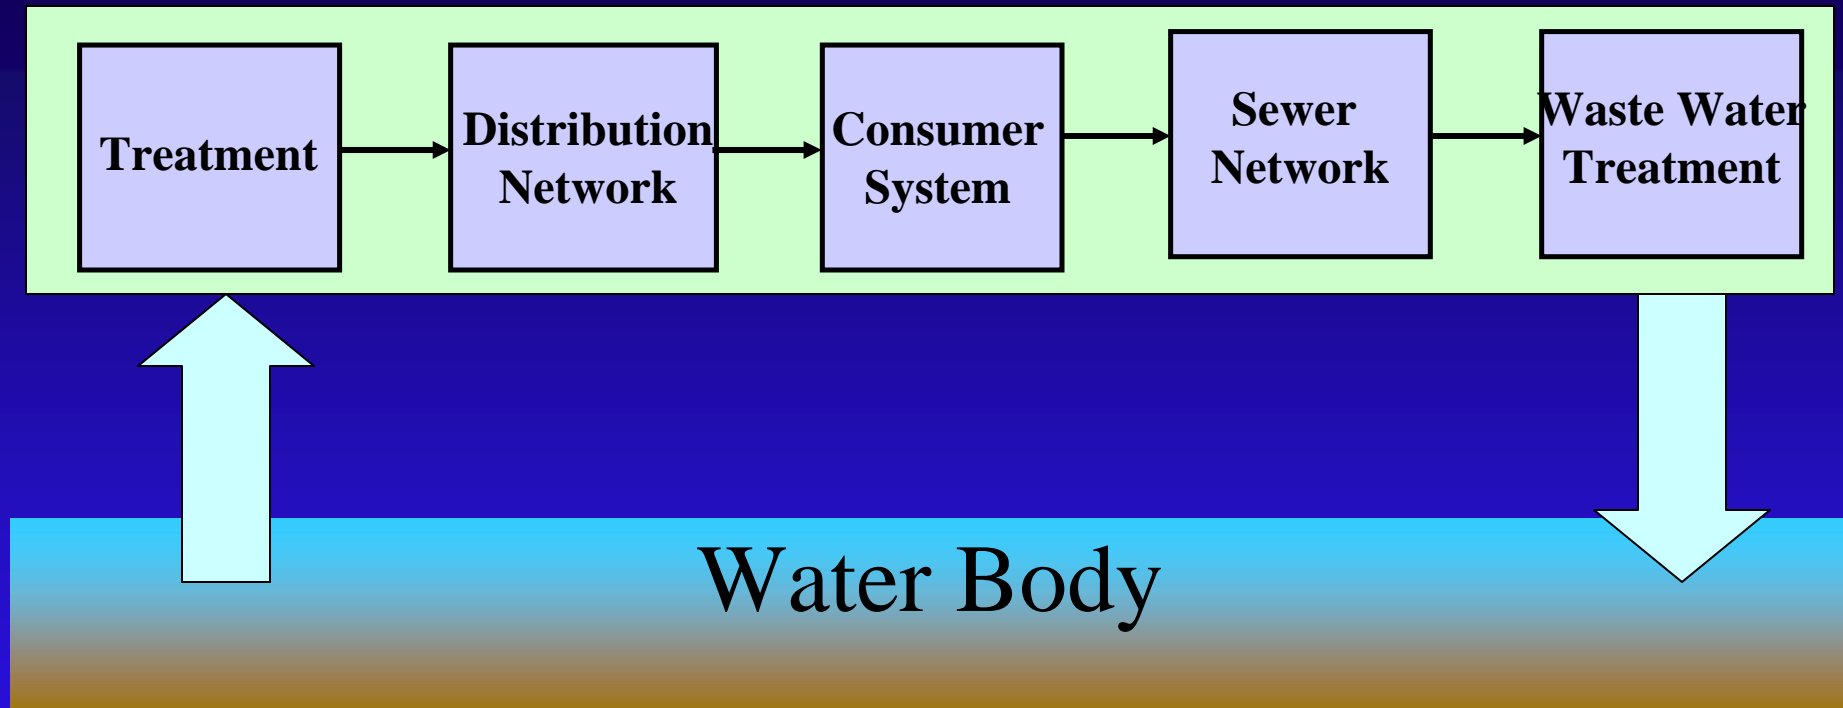 Treatment
Distribution
Network
Consumer
System
Sewer
Network
Waste Water
Treatment
Water Body